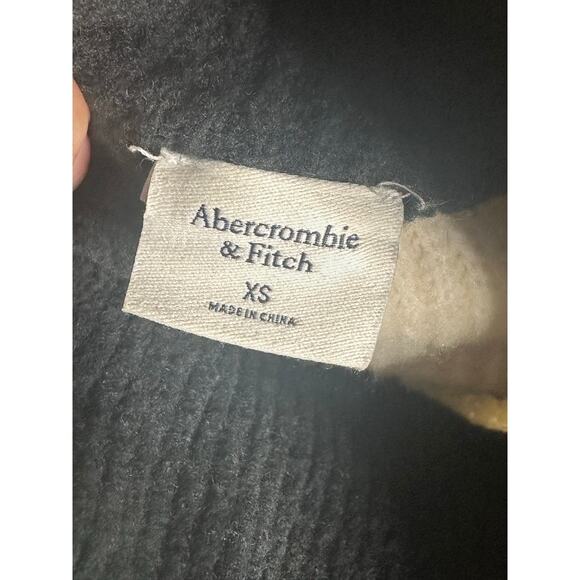 Abercrombie
& Fitch
XS
MADE IN CHINA